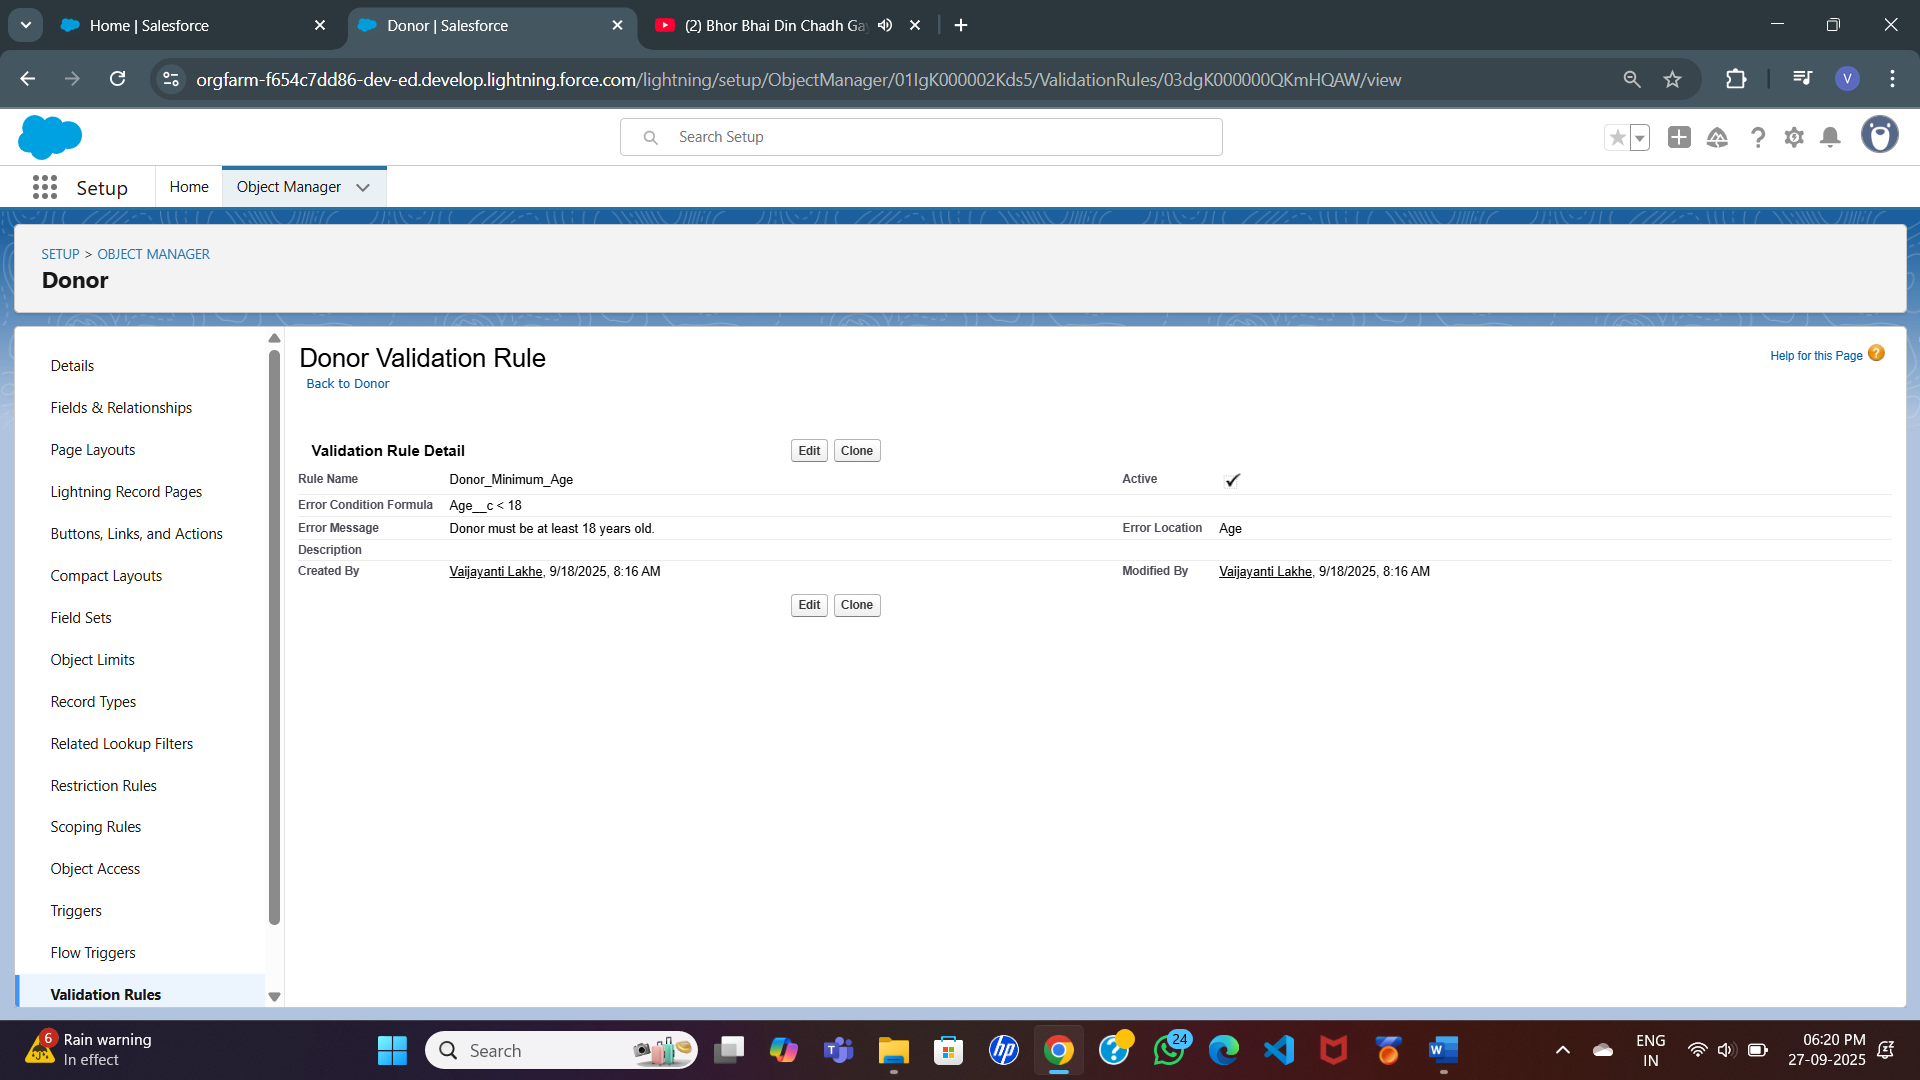 Home | Salesforce
Donor | Salesforce
(2) Bhor Bhai Din Chadh Ga
orgfarm-f654c7dd86-dev-ed.develop.lightning.force.com/lightning/setup/ObjectManager/01IgK000002Kds5/ValidationRules/03dgK000000QKmHQAW/view
V
Search Setup
Setup
Home
Object Manager
SETUP > OBJECT MANAGER
Donor
Details
Fields & Relationships
Page Layouts
Lightning Record Pages
Buttons, Links, and Actions
Compact Layouts
Field Sets
Object Limits
Record Types
Related Lookup Filters
Restriction Rules
Scoping Rules
Object Access
Triggers
Flow Triggers
Validation Rules
Donor Validation Rule
Help for this Page ?
Back to Donor
Validation Rule Detail
Edit Clone
Rule Name Donor_Minimum_Age Active
Error Condition Formula Age__c < 18
Error Message Donor must be at least 18 years old. Error Location Age
Description
Created By Vaijayanti Lakhe, 9/18/2025, 8:16 AM Modified By Vaijayanti Lakhe, 9/18/2025, 8:16 AM
Edit Clone
6
Rain warning
In effect
Search
24
ENG
IN
06:20 PM
27-09-2025